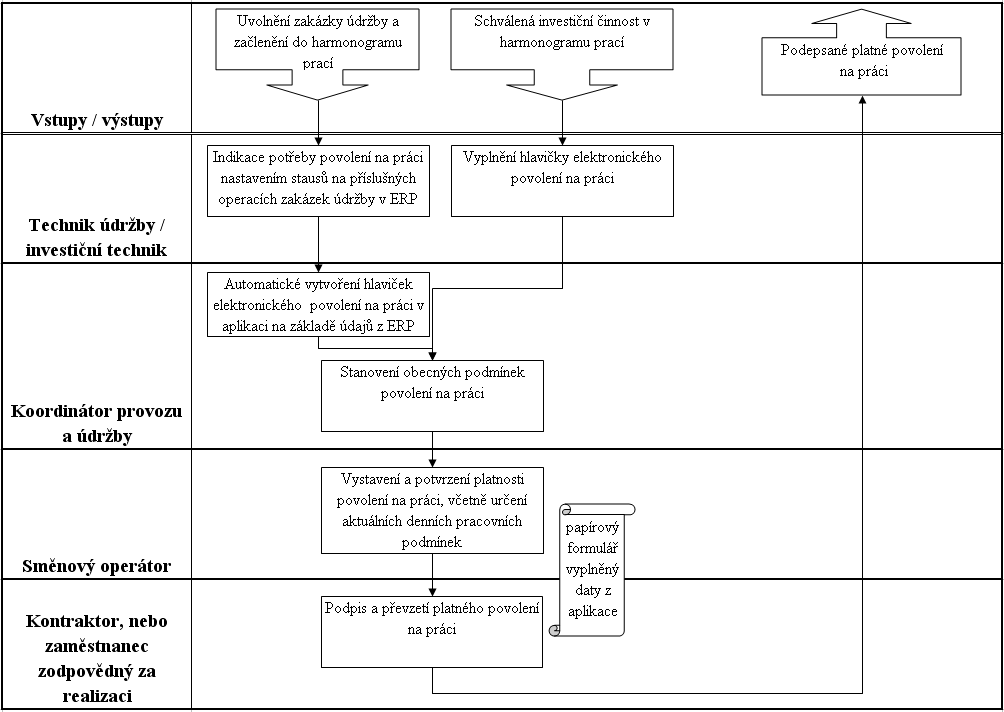 Uvolnění zakázky údržby a
začlenění do harmonogramu
prací
Schválená investiční činnost v
harmonogramu prací
Podepsané platné povolení
na práci
Vstupy / výstupy
Indikace potřeby povolení na práci
nastavením stausů na příslušných
operacích zakázek údržby v ERP
Vyplnění hlavičky elektronického
povolení na práci
Technik údržby /
investiční technik
Automatické vytvoření hlaviček
elektronického povolení na práci v
aplikaci na základě údajů z ERP
Stanovení obecných podmínek
povolení na práci
Koordinátor provozu
a údržby
Vystavení a potvrzení platnosti
povolení na práci, včetně určení
aktuálních denních pracovních
podmínek
Směnový operátor
papírový
formulář
vyplněný
daty z
aplikace
Podpis a převzetí platného povolení
na práci
Kontraktor, nebo
zaměstnanec
zodpovědný za
realizaci